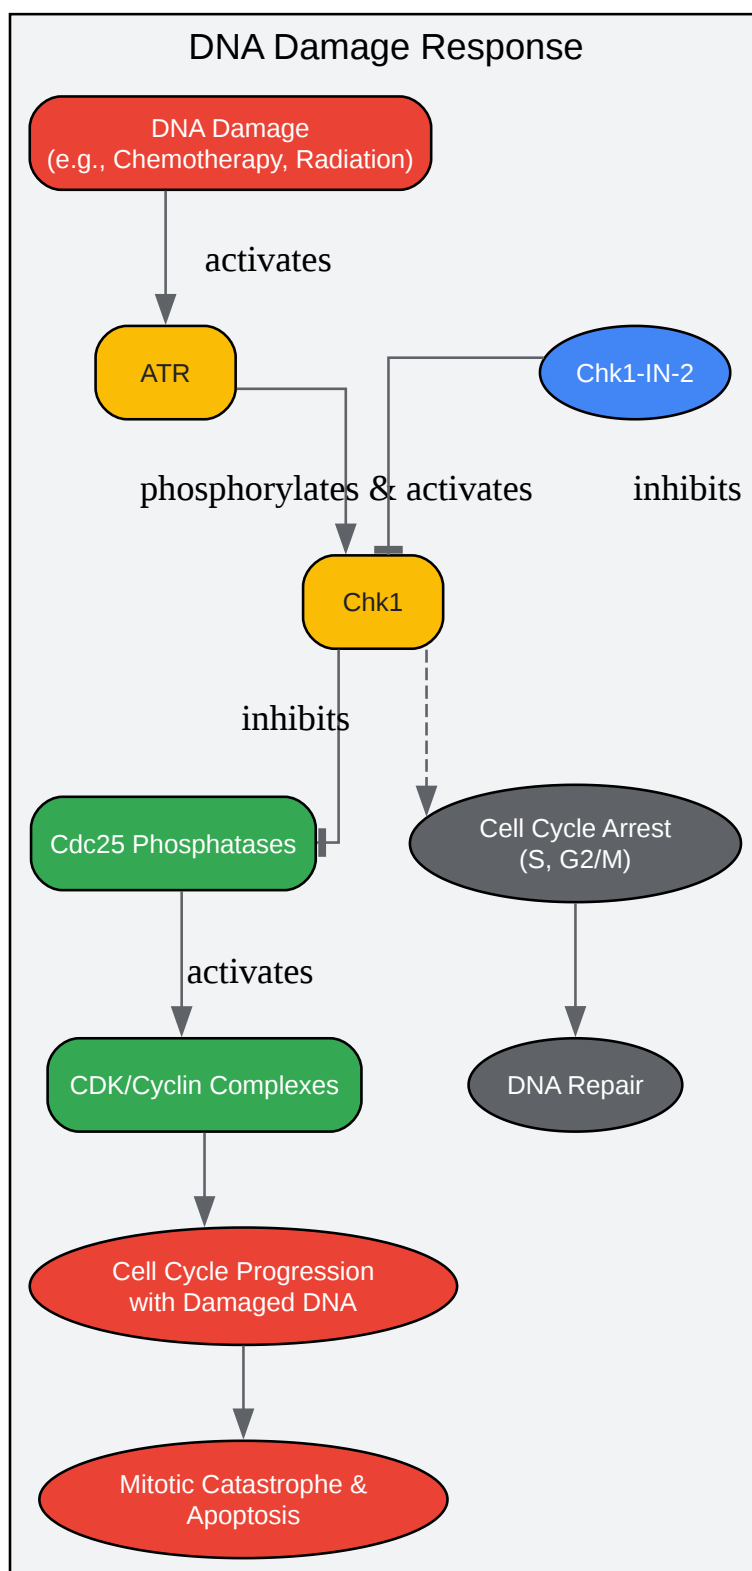 DNA Damage Response
DNA Damage
(e.g., Chemotherapy, Radiation)
activates
ATR
Chk1-IN-2
phosphorylates & activates
inhibits
Chk1
inhibits
Cdc25 Phosphatases
Cell Cycle Arrest
(S, G2/M)
activates
CDK/Cyclin Complexes
DNA Repair
Cell Cycle Progression
with Damaged DNA
Mitotic Catastrophe &
Apoptosis